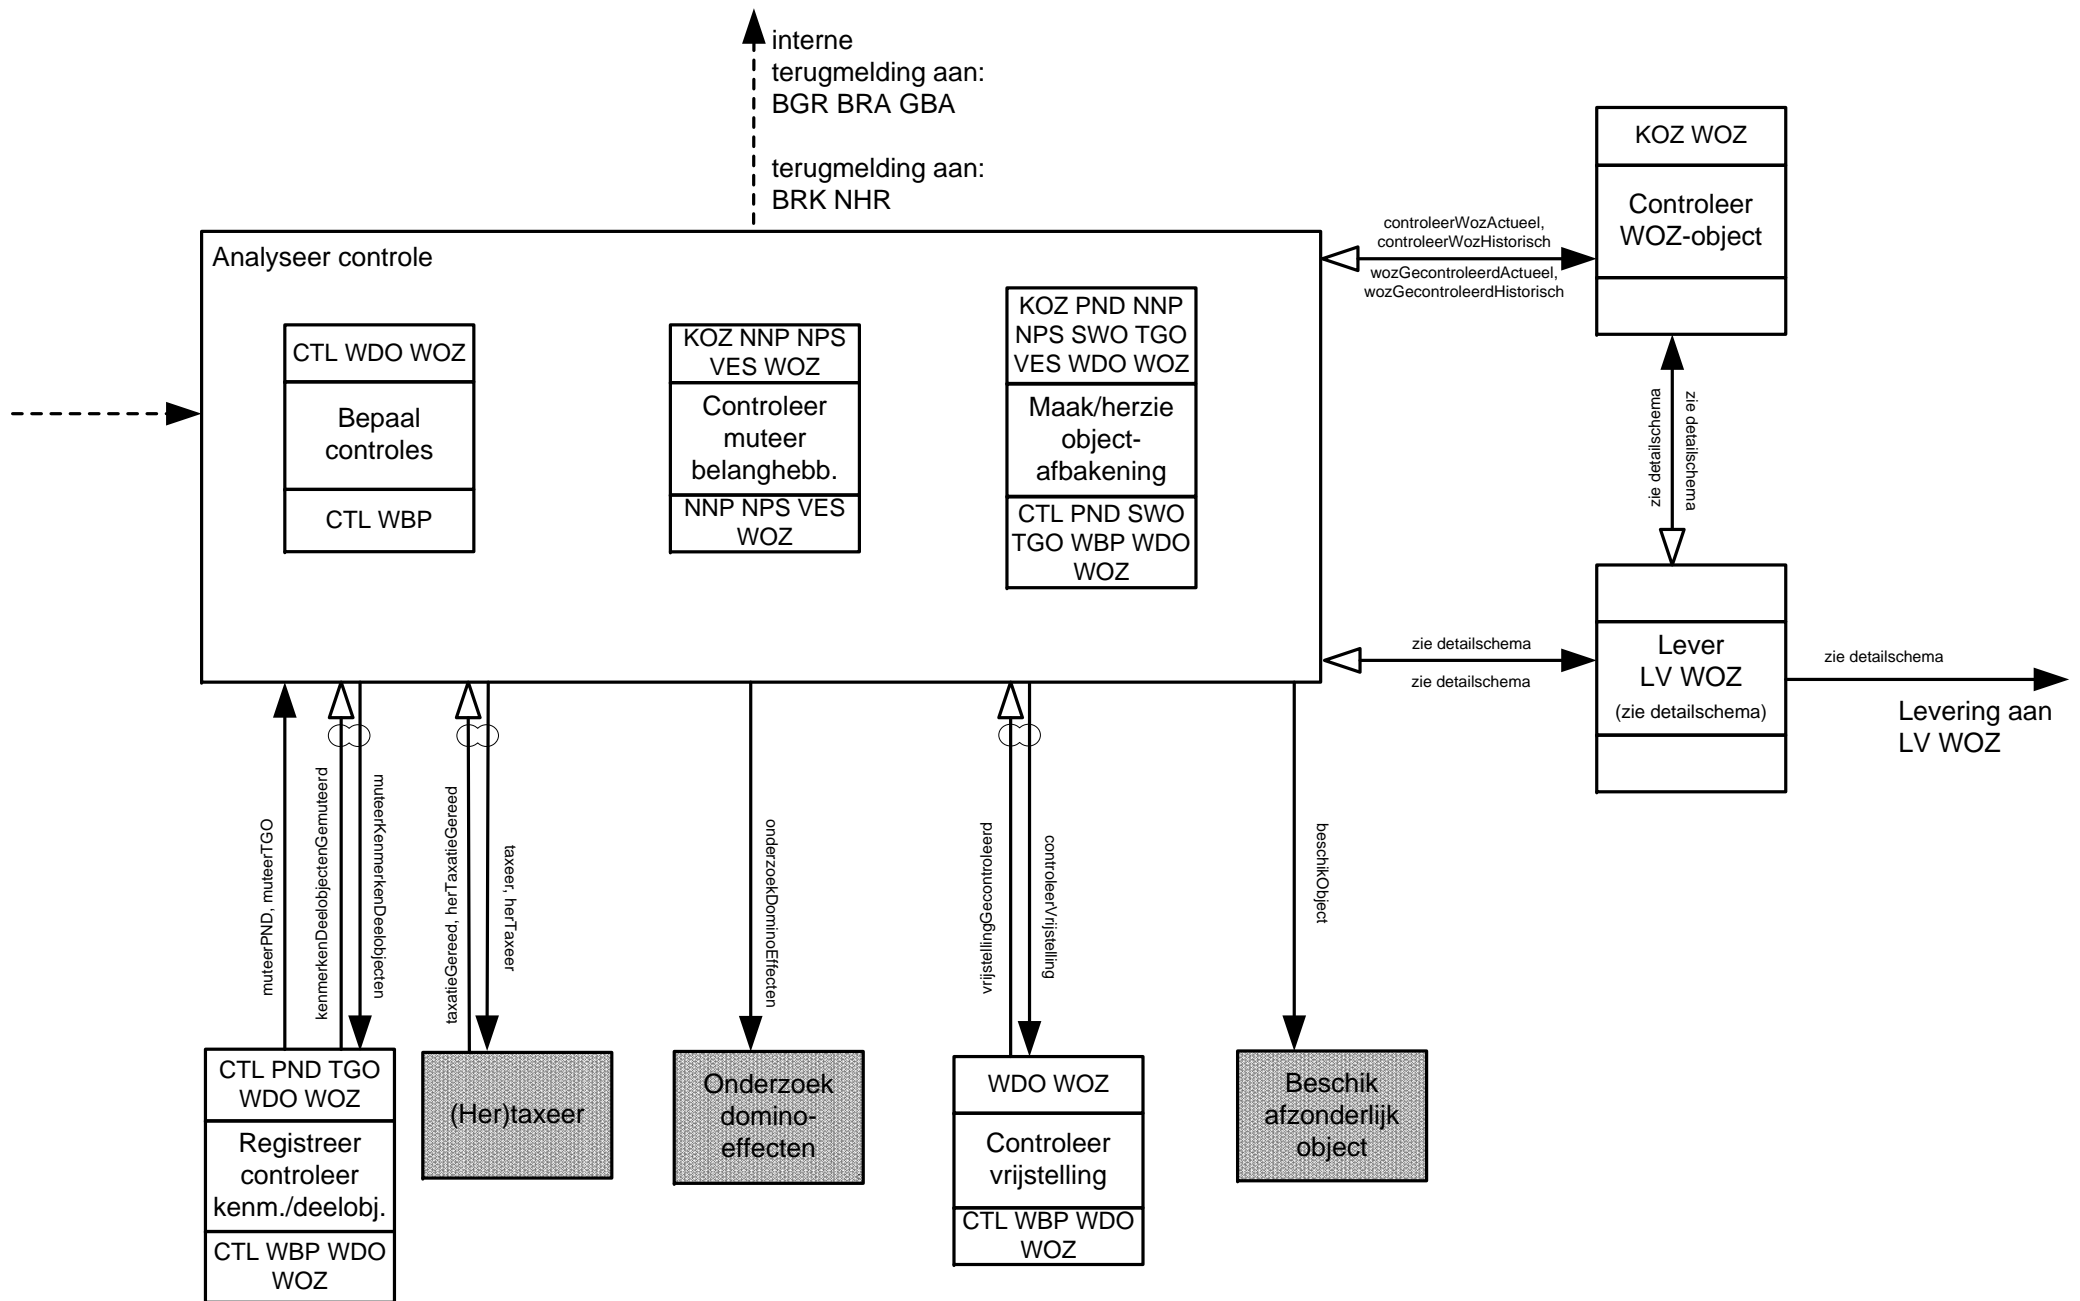 interne
terugmelding aan:
BGR BRA GBA
terugmelding aan:
BRK NHR
KOZ WOZ
Controleer
WOZ-object
controleerWozActueel,
controleerWozHistorisch
wozGecontroleerdActueel,
wozGecontroleerdHistorisch
Analyseer controle
CTL WDO WOZ
Bepaal
controles
CTL WBP
KOZ NNP NPS
VES WOZ
Controleer
muteer
belanghebb.
NNP NPS VES
WOZ
KOZ PND NNP
NPS SWO TGO
VES WDO WOZ
Maak/herzie
object-
afbakening
CTL PND SWO
TGO WBP WDO
WOZ
zie detailschema
zie detailschema
zie detailschema
zie detailschema
Lever
LV WOZ
(zie detailschema)
zie detailschema
Levering aan
LV WOZ
muteerPND, muteerTGO
kenmerkenDeelobjectenGemuteerd
muteerKenmerkenDeelobjecten
taxatieGereed, herTaxatieGereed
taxeer, herTaxeer
onderzoekDominoEffecten
vrijstellingGecontroleerd
controleerVrijstelling
beschikObject
CTL PND TGO
WDO WOZ
Registreer
controleer
kenm./deelobj.
CTL WBP WDO
WOZ
(Her)taxeer
Onderzoek
domino-
effecten
WDO WOZ
Controleer
vrijstelling
CTL WBP WDO
WOZ
Beschik
afzonderlijk
object